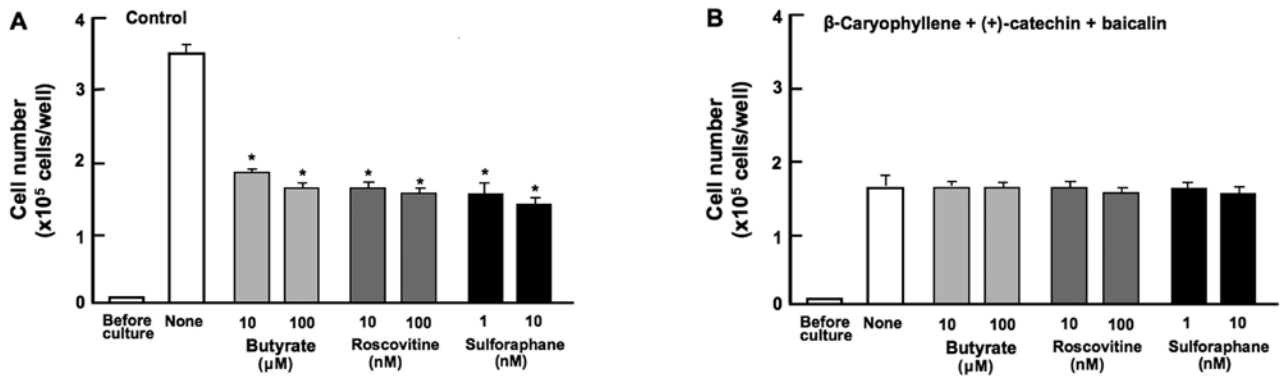 A
Control
Cell number
(x10⁵ cells/well)
4
3
2
1
0
Before
culture
None
10
100
10
100
1
10
Butyrate
(µM)
Roscovitine
(nM)
Sulforaphane
(nM)
*
*
*
*
*
*
B
β-Caryophyllene + (+)-catechin + baicalin
Cell number
(x10⁵ cells/well)
4
3
2
1
0
Before
culture
None
10
100
10
100
1
10
Butyrate
(µM)
Roscovitine
(nM)
Sulforaphane
(nM)